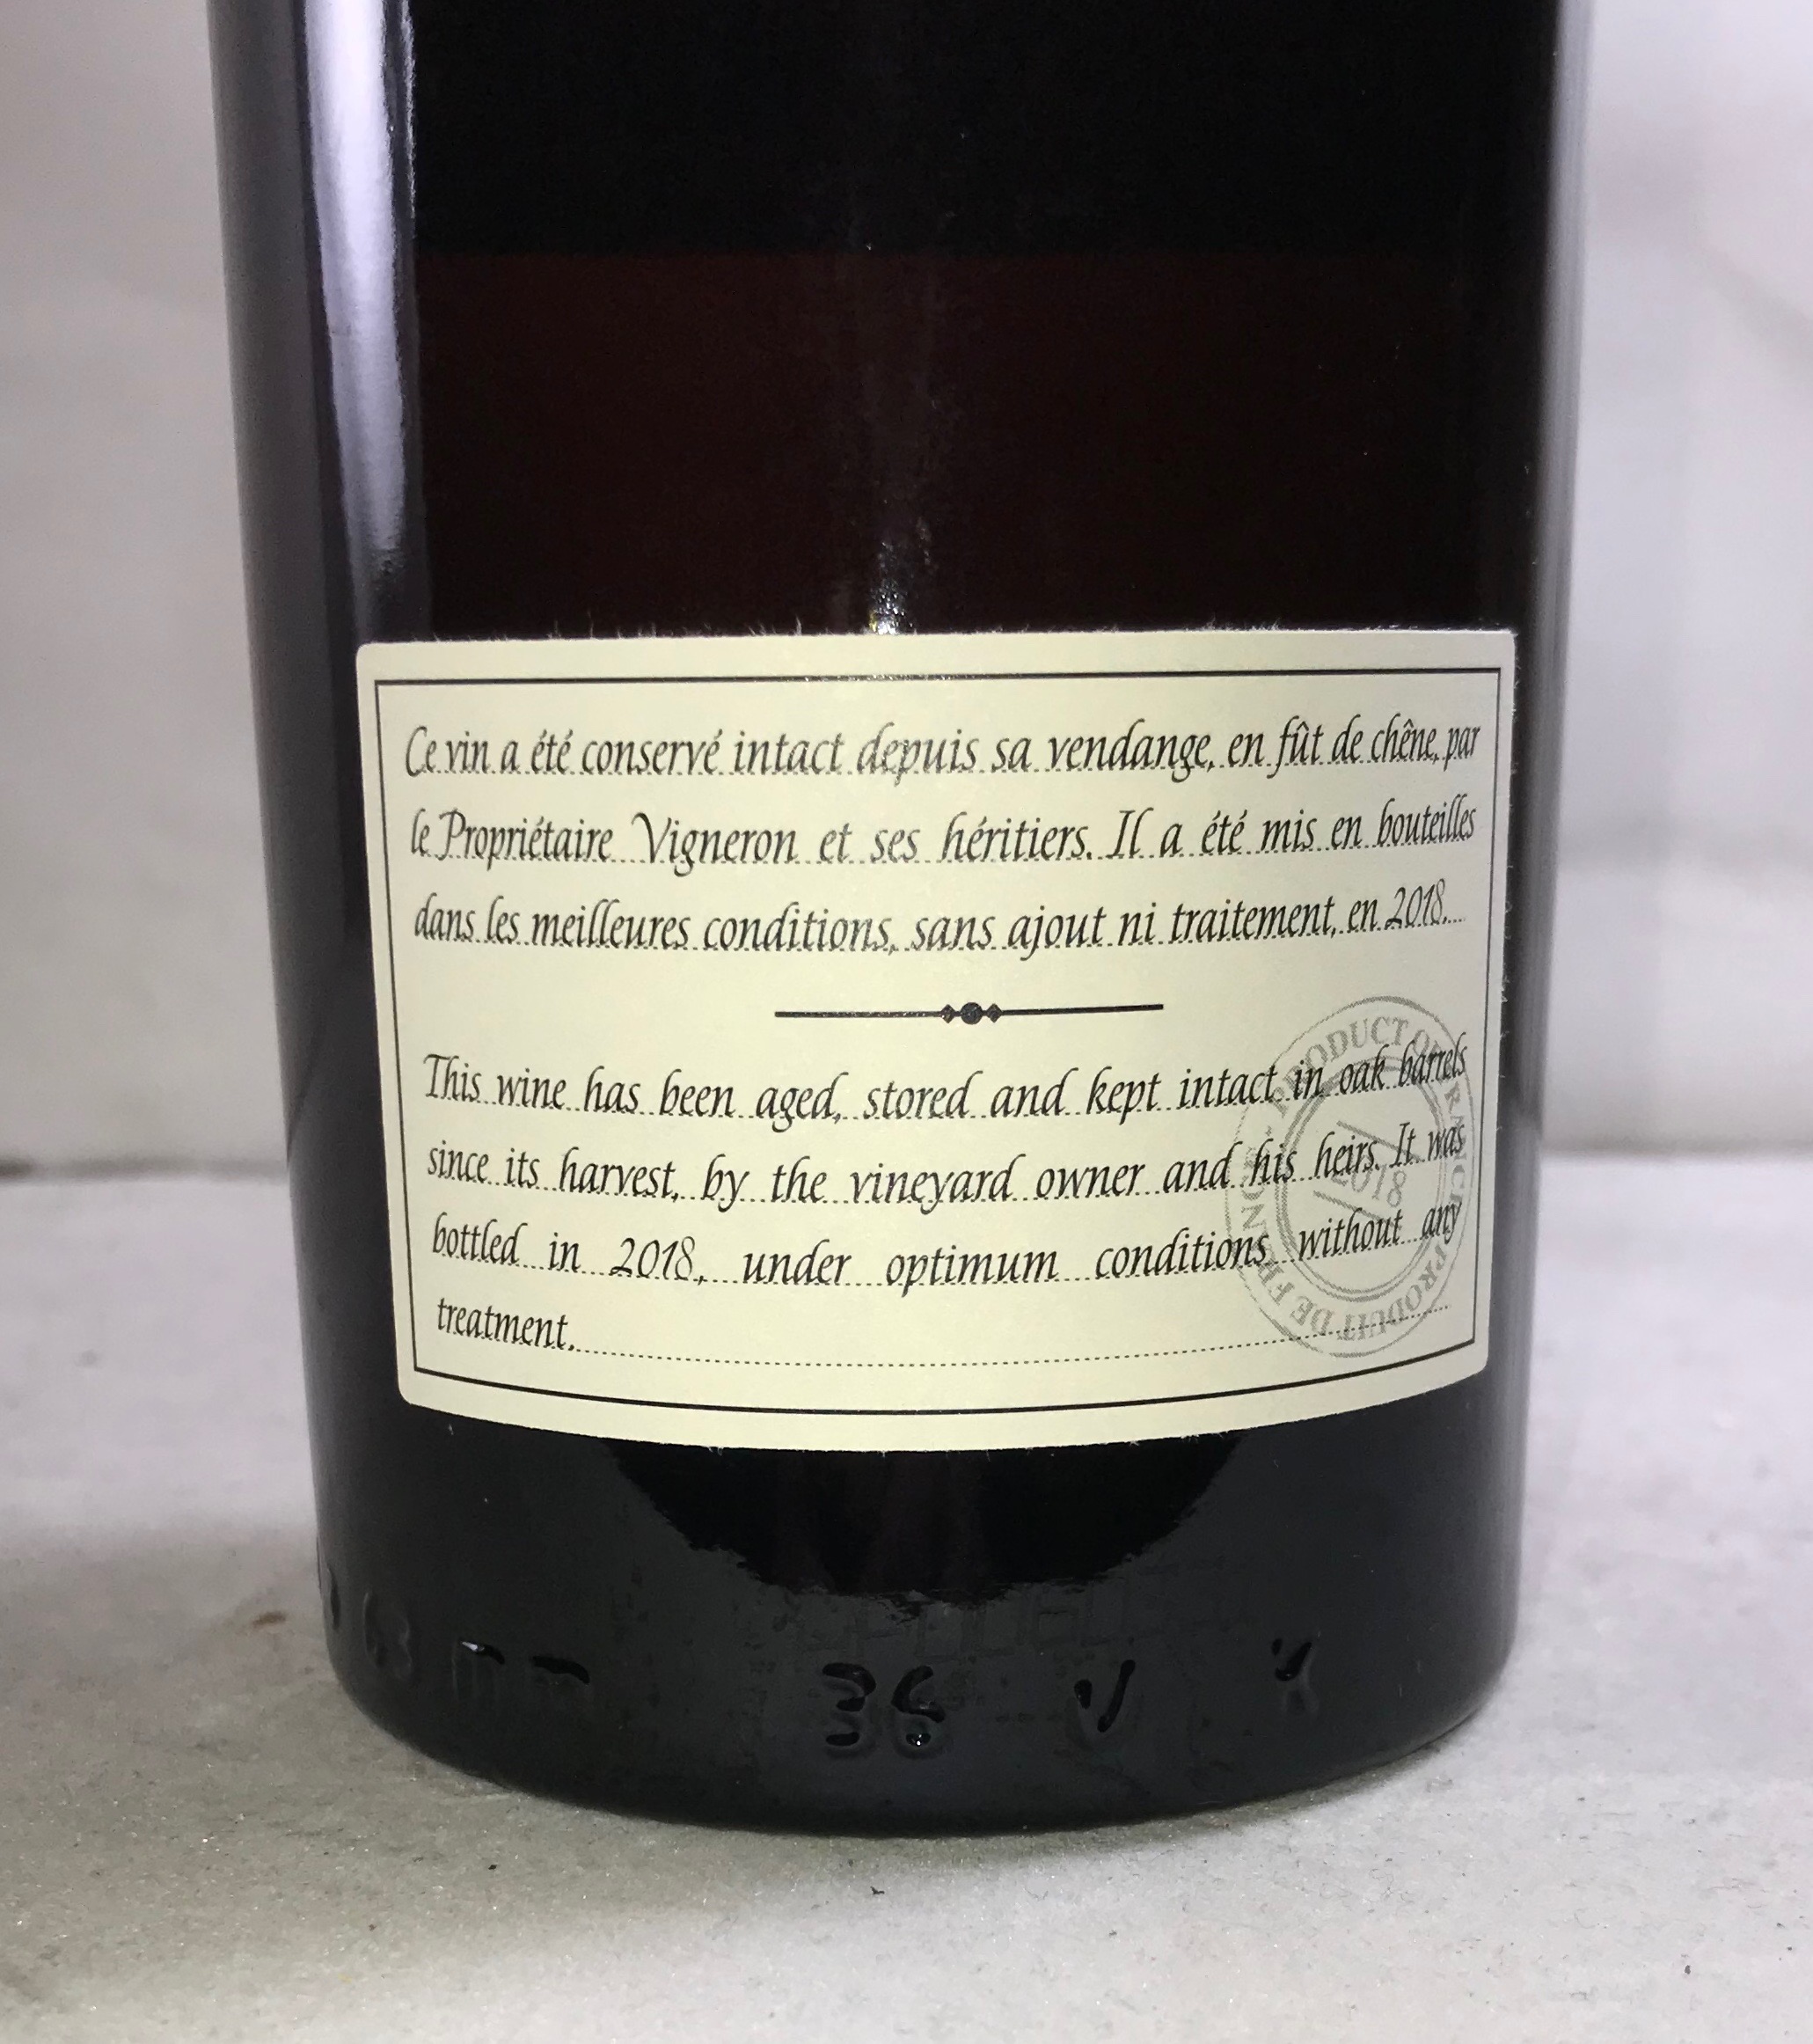 Ce vin a été conservé intact depuis sa vendange, en fût de chêne, par
le Propriétaire Vigneron et ses héritiers. Il a été mis en bouteilles
dans les meilleures conditions, sans ajout ni traitement, en 2018.
This wine has been aged, stored and kept intact in oak barrels
since its harvest, by the vineyard owner and his heirs. It was
bottled in 2018, under optimum conditions without any
treatment.
PRODUCT OF FRANCE · PRODUIT DE FRANCE ·
2018
63 mm 36